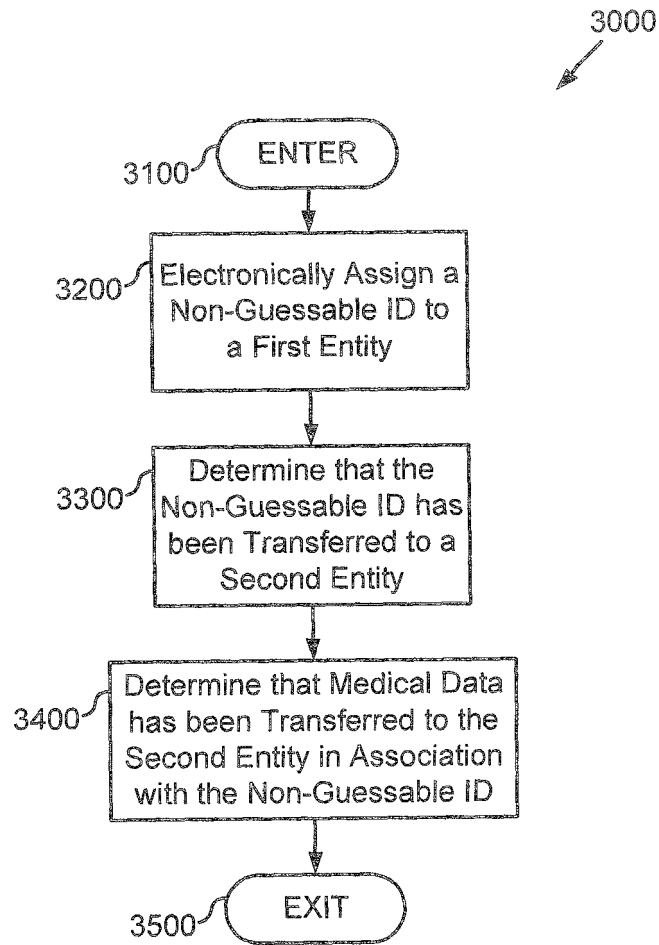 3000
3100
ENTER
3200
Electronically Assign a
Non-Guessable ID to
a First Entity
3300
Determine that the
Non-Guessable ID has
been Transferred to a
Second Entity
3400
Determine that Medical Data
has been Transferred to the
Second Entity in Association
with the Non-Guessable ID
3500
EXIT